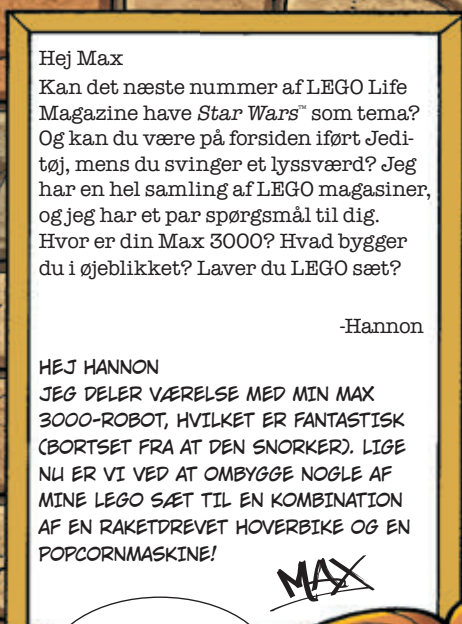 Hej Max
Kan det næste nummer af LEGO Life
Magazine have Star Wars™ som tema?
Og kan du være på forsiden iført Jedi-
tøj, mens du svinger et lyssværd? Jeg
har en hel samling af LEGO magasiner,
og jeg har et par spørgsmål til dig.
Hvor er din Max 3000? Hvad bygger
du i øjeblikket? Laver du LEGO sæt?
-Hannon
HEJ HANNON
JEG DELER VÆRELSE MED MIN MAX
3000-ROBOT, HVILKET ER FANTASTISK
(BORTSET FRA AT DEN SNORKER). LIGE
NU ER VI VED AT OMBYGGE NOGLE AF
MINE LEGO SÆT TIL EN KOMBINATION
AF EN RAKETDREVET HOVERBIKE OG EN
POPCORNMASKINE!
MAX